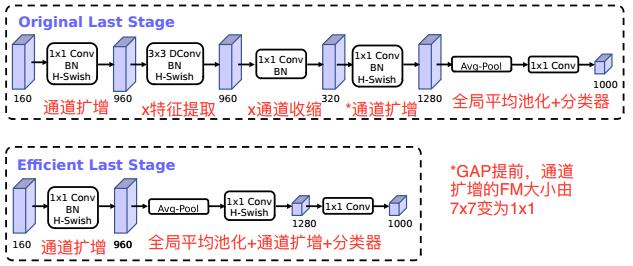 Original Last Stage
1x1 Conv
BN
H-Swish
3x3 DConv
BN
H-Swish
1x1 Conv
BN
1x1 Conv
BN
H-Swish
Avg-Pool
1x1 Conv
160
960
960
320
1280
1000
通道扩增
x特征提取
x通道收缩
*通道扩增
全局平均池化+分类器
Efficient Last Stage
1x1 Conv
BN
H-Swish
Avg-Pool
1x1 Conv
H-Swish
1x1 Conv
160
960
1280
1000
通道扩增
全局平均池化+通道扩增+分类器
*GAP提前，通道
扩增的FM大小由
7x7变为1x1